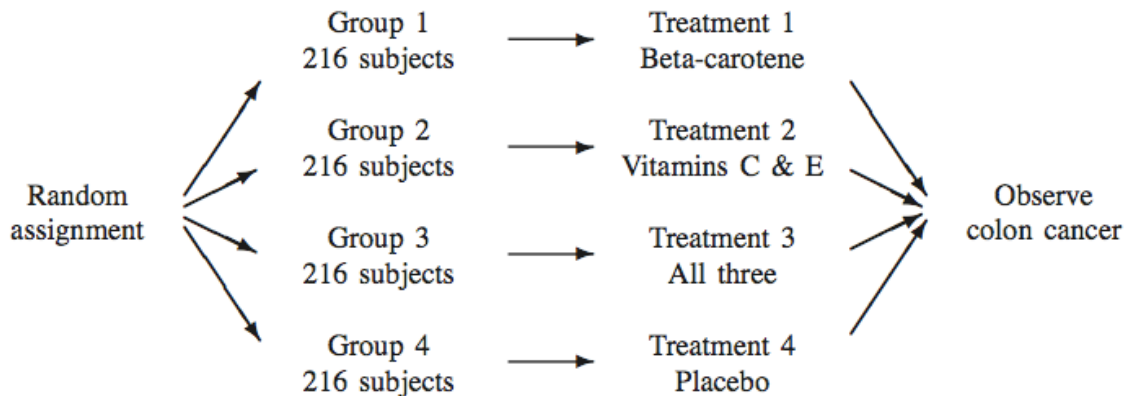 Random
assignment
Group 1
216 subjects
Treatment 1
Beta-carotene
Group 2
216 subjects
Treatment 2
Vitamins C & E
Group 3
216 subjects
Treatment 3
All three
Group 4
216 subjects
Treatment 4
Placebo
Observe
colon cancer